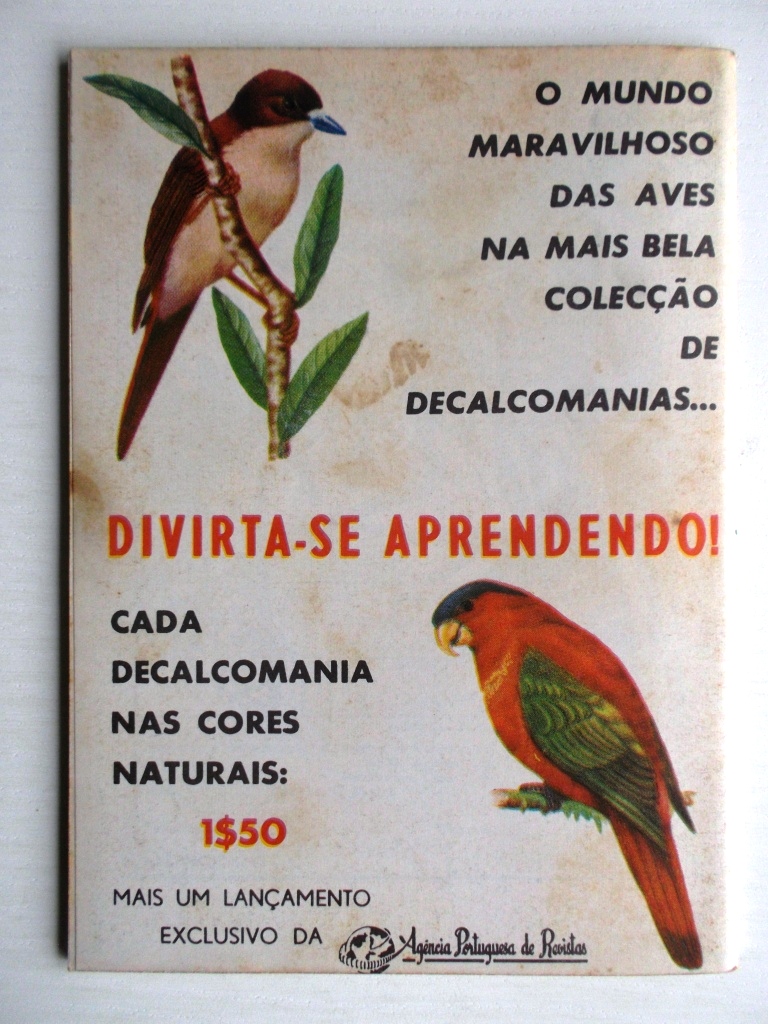 O MUNDO
MARAVILHOSO
DAS AVES
NA MAIS BELA
COLECÇÃO
DE
DECALCOMANIAS...
DIVIRTA-SE APRENDENDO!
CADA
DECALCOMANIA
NAS CORES
NATURAIS:
1$50
MAIS UM LANÇAMENTO
EXCLUSIVO DA Agência Portuguesa de Revistas